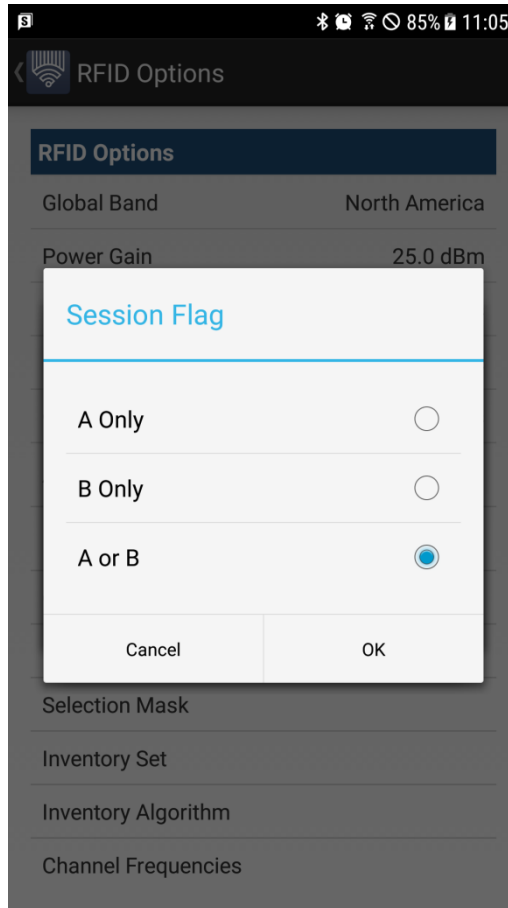 S 85% 11:05
RFID Options
RFID Options
Global Band North America
Power Gain 25.0 dBm
Session Flag
A Only
B Only
A or B
Cancel OK
Selection Mask
Inventory Set
Inventory Algorithm
Channel Frequencies